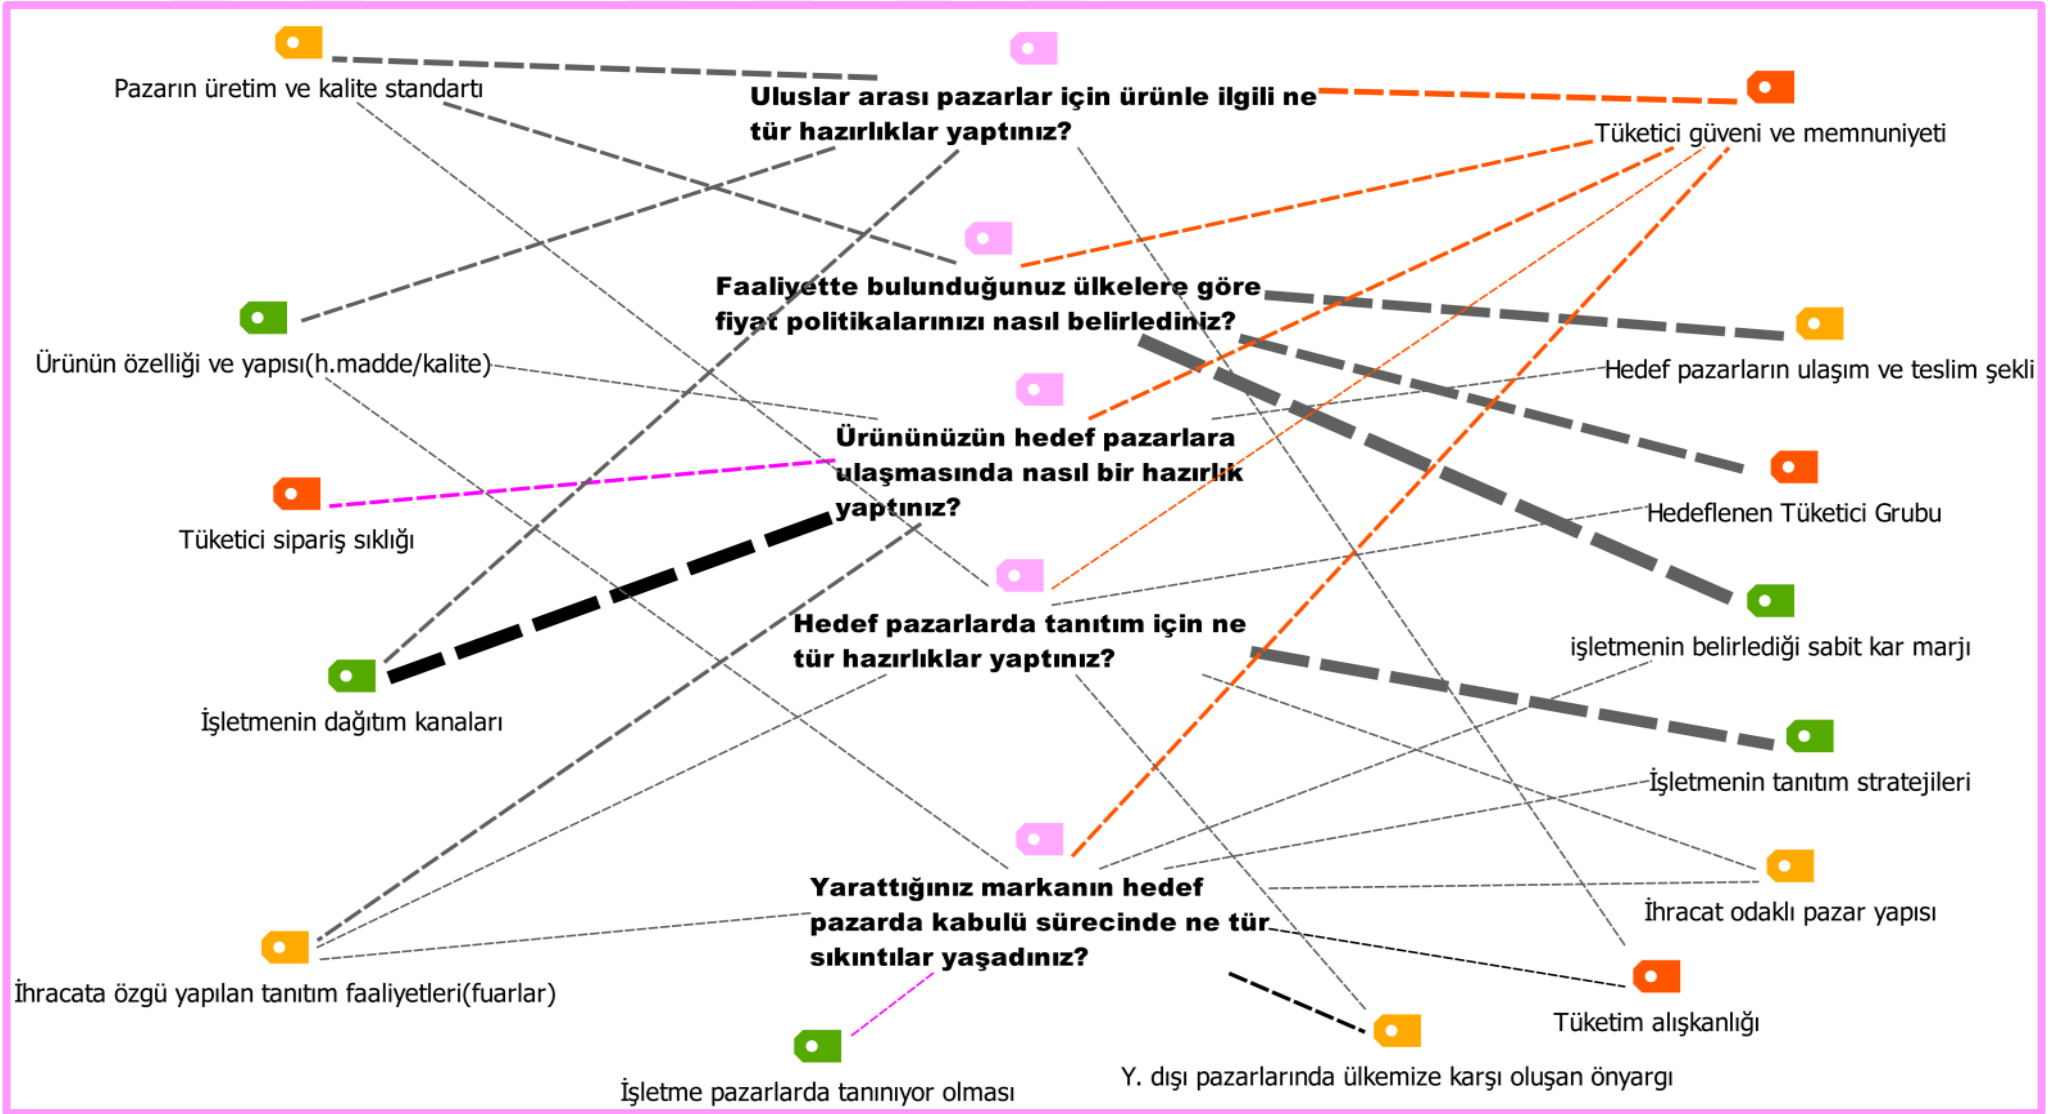 Pazarın üretim ve kalite standartı
Uluslar arası pazarlar için ürünle ilgili ne
tür hazırlıklar yaptınız?
Tüketici güveni ve memnuniyeti
Faaliyette bulunduğunuz ülkelere göre
fiyat politikalarınızı nasıl belirlediniz?
Ürünün özelliği ve yapısı(h.madde/kalite)
Hedef pazarların ulaşım ve teslim şekli
Ürününüzün hedef pazarlara
ulaşmasında nasıl bir hazırlık
yaptınız?
Tüketici sipariş sıklığı
Hedeflenen Tüketici Grubu
Hedef pazarlarda tanıtım için ne
tür hazırlıklar yaptınız?
işletmenin belirlediği sabit kar marjı
İşletmenin dağıtım kanaları
İşletmenin tanıtım stratejileri
Yarattığınız markanın hedef
pazarda kabulü sürecinde ne tür
sıkıntılar yaşadınız?
İhracat odaklı pazar yapısı
İhracata özgü yapılan tanıtım faaliyetleri(fuarlar)
Tüketim alışkanlığı
Y. dışı pazarlarında ülkemize karşı oluşan önyargı
İşletme pazarlarda tanınıyor olması